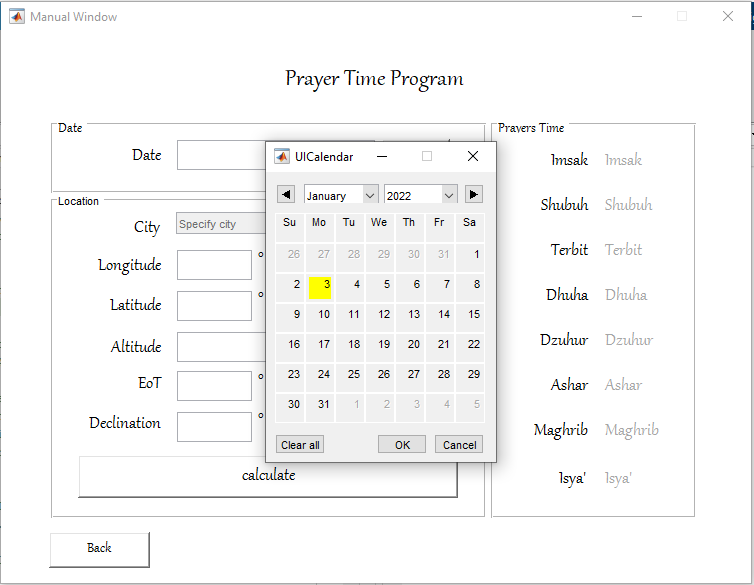 Manual Window
Prayer Time Program
Date
Date
Location
City
Specify city
Longitude
°
Latitude
°
Altitude
EoT
°
Declination
°
calculate
Back
UICalendar
January
2022
Su Mo Tu We Th Fr Sa
26 27 28 29 30 31 1
2 3 4 5 6 7 8
9 10 11 12 13 14 15
16 17 18 19 20 21 22
23 24 25 26 27 28 29
30 31 1 2 3 4 5
Clear all OK Cancel
Prayers Time
Imsak Imsak
Shubuh Shubuh
Terbit Terbit
Dhuha Dhuha
Dzuhur Dzuhur
Ashar Ashar
Maghrib Maghrib
Isya' Isya'